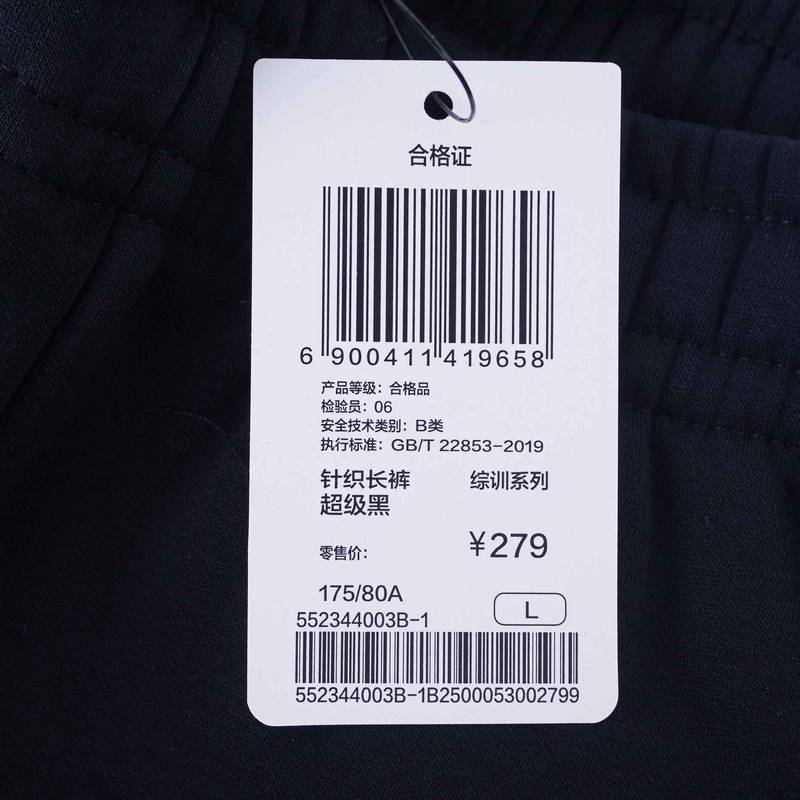 合格证
6 900411 419658
产品等级：合格品
检验员：06
安全技术类别：B类
执行标准：GB/T 22853-2019
针织长裤 综训系列
超级黑
零售价： ¥279
175/80A
552344003B-1 L
552344003B-1B2500053002799